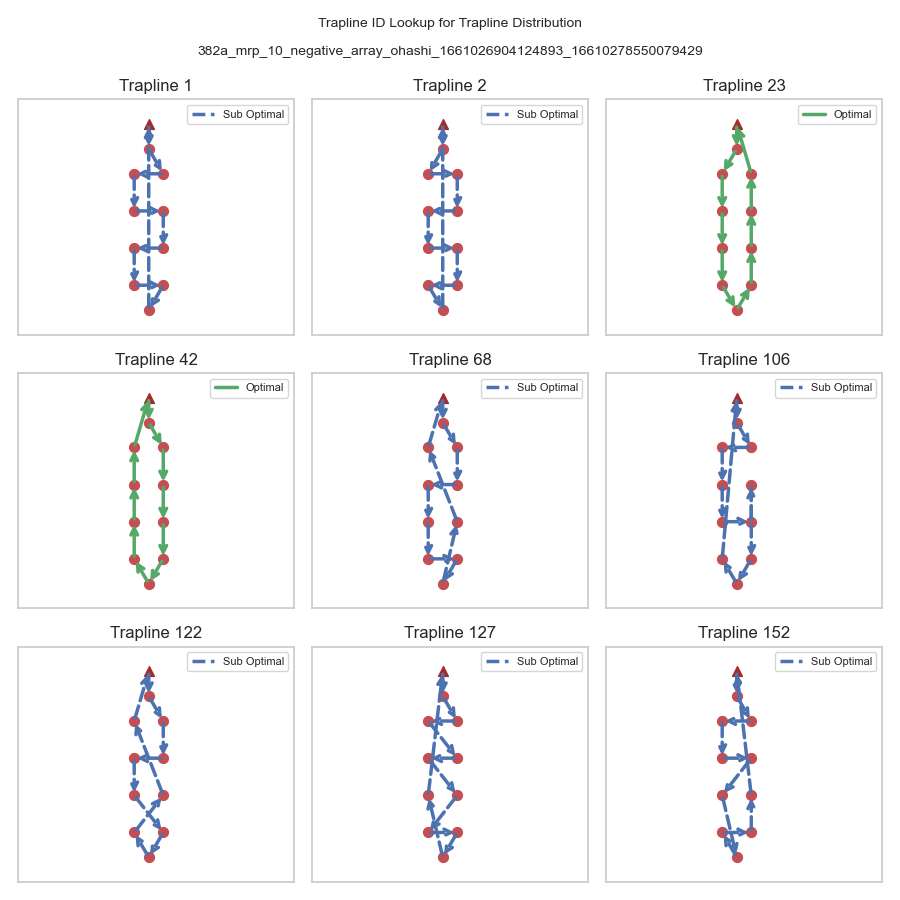 Trapline ID Lookup for Trapline Distribution
382a_mrp_10_negative_array_ohashi_1661026904124893_16610278550079429
Trapline 1
Sub Optimal
Trapline 2
Sub Optimal
Trapline 23
Optimal
Trapline 42
Optimal
Trapline 68
Sub Optimal
Trapline 106
Sub Optimal
Trapline 122
Sub Optimal
Trapline 127
Sub Optimal
Trapline 152
Sub Optimal